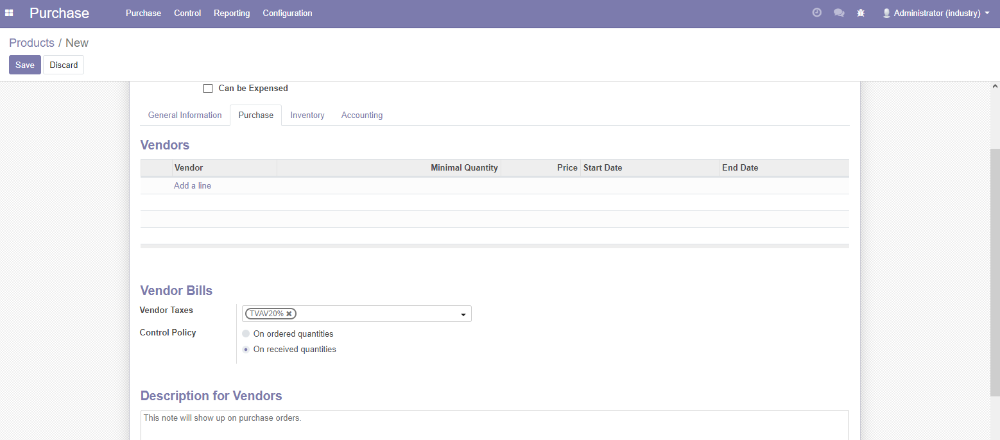 Purchase Purchase Control Reporting Configuration Administrator (industry)
Products / New
Save Discard
Can be Expensed
General Information Purchase Inventory Accounting
Vendors
Vendor Minimal Quantity Price Start Date End Date
Add a line
Vendor Bills
Vendor Taxes TVAV20%
Control Policy On ordered quantities
On received quantities
Description for Vendors
This note will show up on purchase orders.